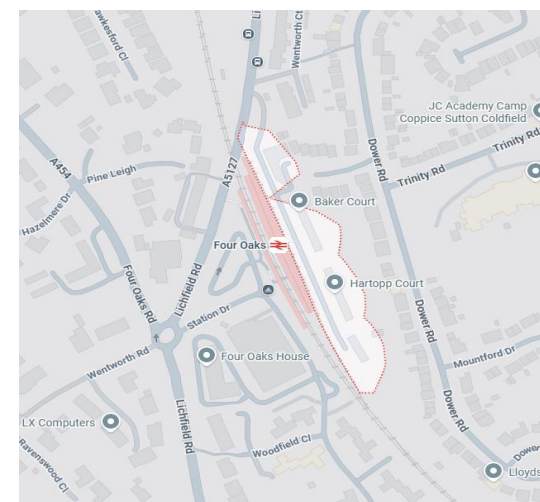 Hawkesford Cl
Wentworth Ct
JC Academy Camp
Coppice Sutton Coldfield
Dower Rd
Trinity Rd
A454
Pine Leigh
A5127
Lichfield Rd
Hazelmere Dr
Baker Court
Four Oaks
Hartopp Court
Four Oaks Rd
Station Dr
Dower Rd
Wentworth Rd
Four Oaks House
Mountford Dr
Lichfield Rd
Dower Rd
LX Computers
Woodfield Cl
Ravenswood Cl
Lloyds